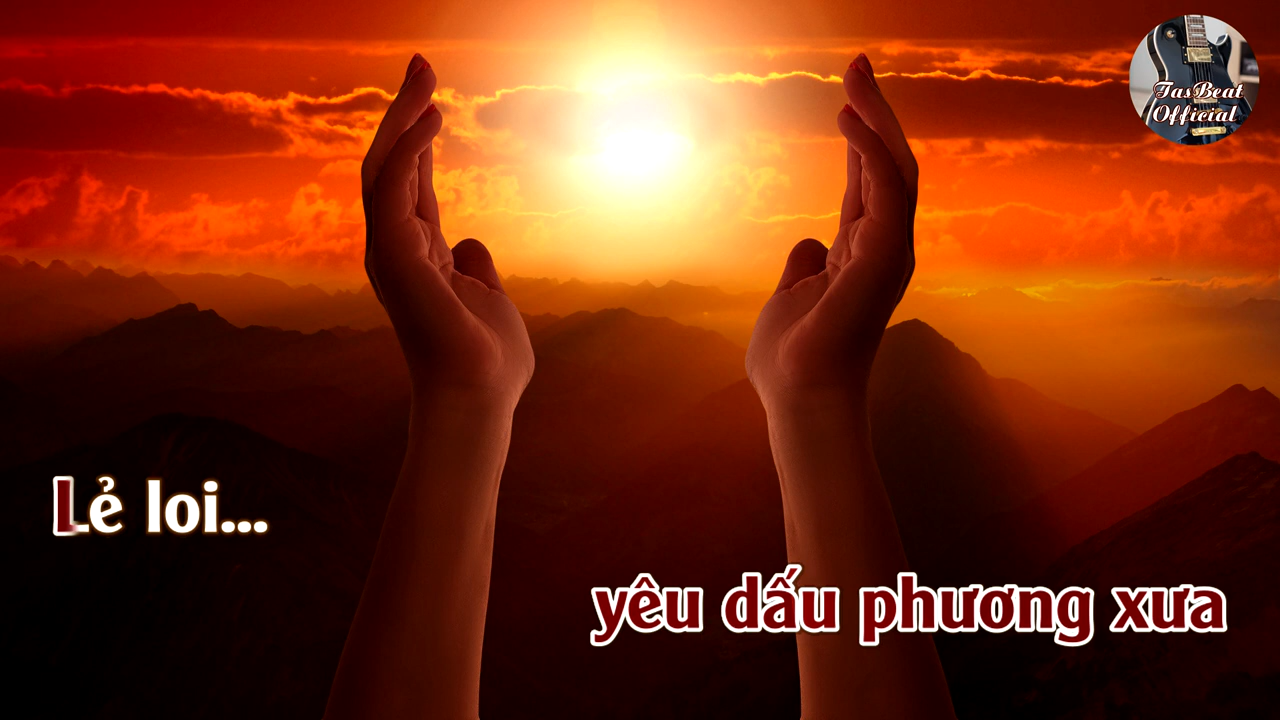 TasBeat
Official
Lẻ loi...
yêu dấu phương xưa